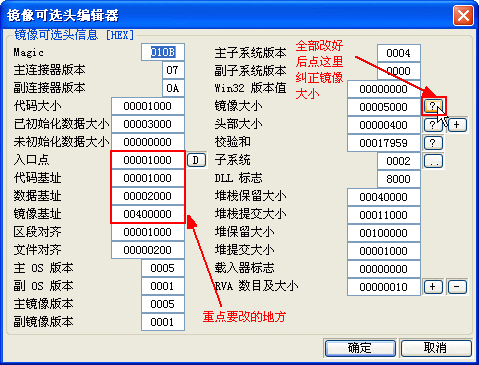 镜像可选头编辑器
镜像可选头信息 [HEX]
Magic 010B
主连接器版本 07
副连接器版本 0A
代码大小 00001000
已初始化数据大小 00003000
未初始化数据大小 00000000
入口点 00001000 D
代码基址 00001000
数据基址 00002000
镜像基址 00400000
区段对齐 00001000
文件对齐 00000200
主 OS 版本 0005
副 OS 版本 0001
主镜像版本 0005
副镜像版本 0001
重点要改的地方
主子系统版本 0004
副子系统版本 0000
Win32 版本值 00000000
镜像大小 00005000 ?
头部大小 00000400 ? +
校验和 00017959 ?
子系统 0002 ...
DLL 标志 8000
堆栈保留大小 00040000
堆栈提交大小 00011000
堆保留大小 00100000
堆提交大小 00001000
载入器标志 00000000
RVA 数目及大小 00000010 + -
全部改好
后点这里
纠正镜像
大小
确定 取消